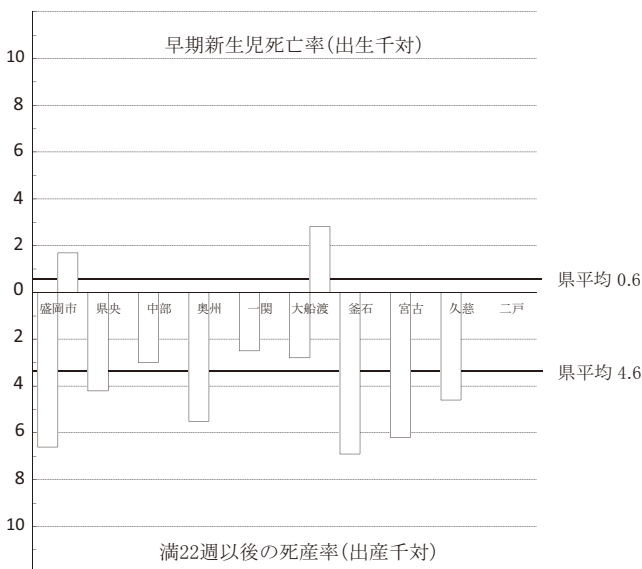 早期新生児死亡率(出生千対)
10
8
6
4
2
県平均 0.6
0
盛岡市 県央 中部 奥州 一関 大船渡 釜石 宮古 久慈 二戸
2
県平均 4.6
4
6
8
10
満22週以後の死産率(出産千対)